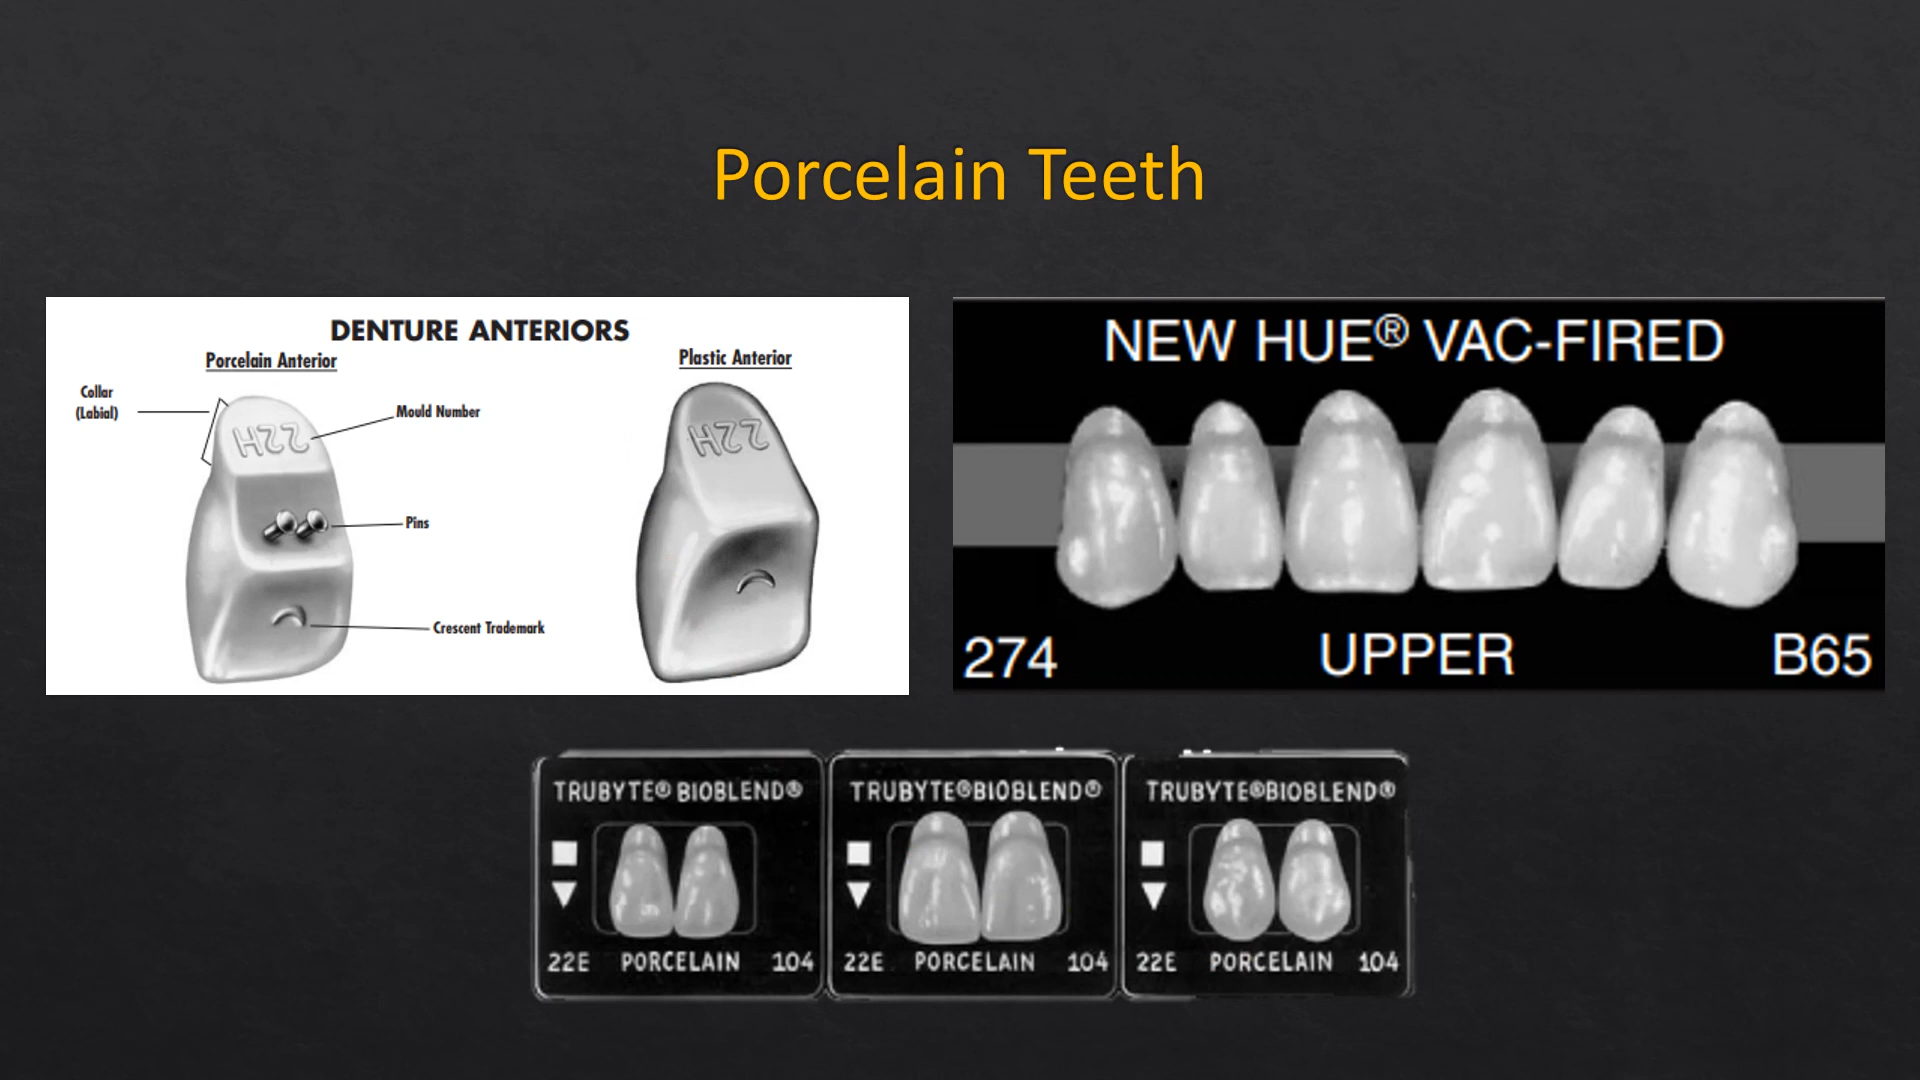 Porcelain Teeth
DENTURE ANTERIORS
Porcelain Anterior
Plastic Anterior
Collar
(Labial)
Mould Number
22H
22H
Pins
Crescent Trademark
NEW HUE® VAC-FIRED
274 UPPER B65
TRUBYTE® BIOBLEND®
22E PORCELAIN 104
TRUBYTE® BIOBLEND®
22E PORCELAIN 104
TRUBYTE® BIOBLEND®
22E PORCELAIN 104